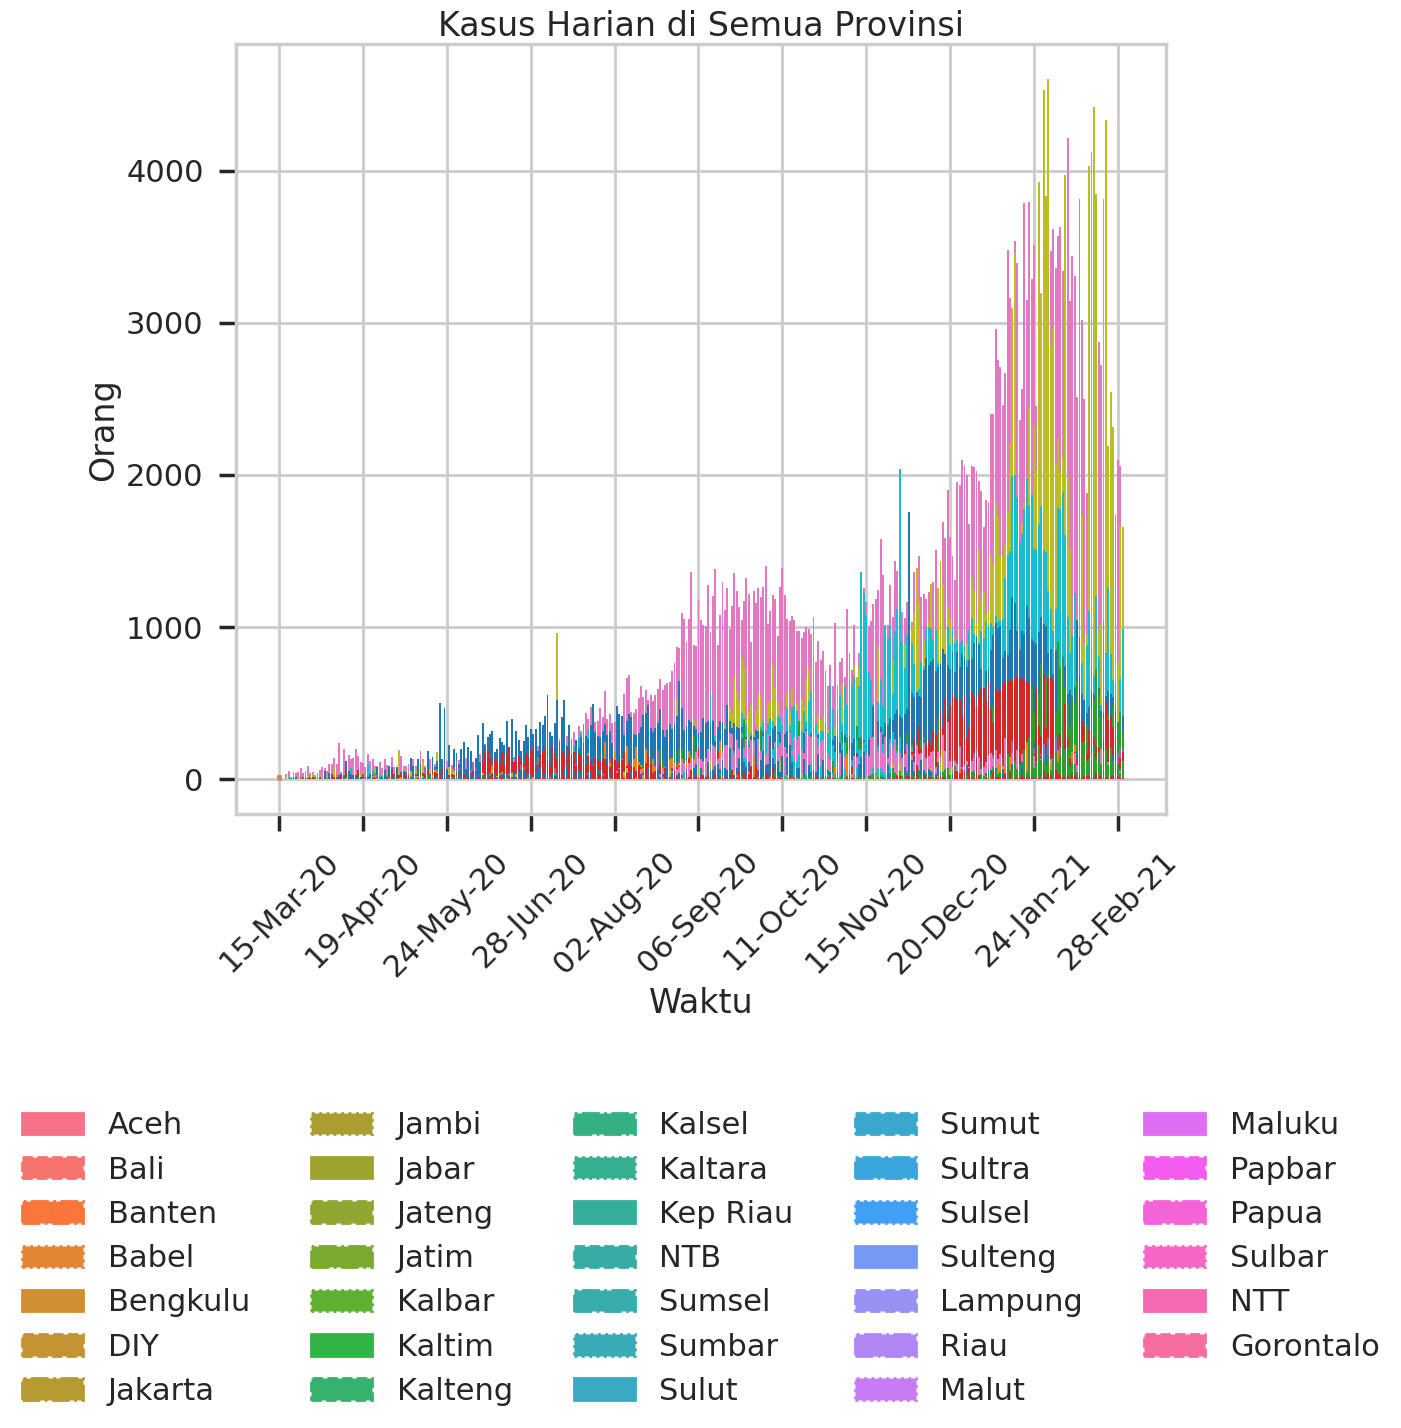 Kasus Harian di Semua Provinsi
4000
3000
2000
1000
0
Orang
15-Mar-20
19-Apr-20
24-May-20
28-Jun-20
02-Aug-20
06-Sep-20
11-Oct-20
15-Nov-20
20-Dec-20
24-Jan-21
28-Feb-21
Waktu
Aceh
Bali
Banten
Babel
Bengkulu
DIY
Jakarta
Jambi
Jabar
Jateng
Jatim
Kalbar
Kaltim
Kalteng
Kalsel
Kaltara
Kep Riau
NTB
Sumsel
Sumbar
Sulut
Sumut
Sultra
Sulsel
Sulteng
Lampung
Riau
Malut
Maluku
Papbar
Papua
Sulbar
NTT
Gorontalo